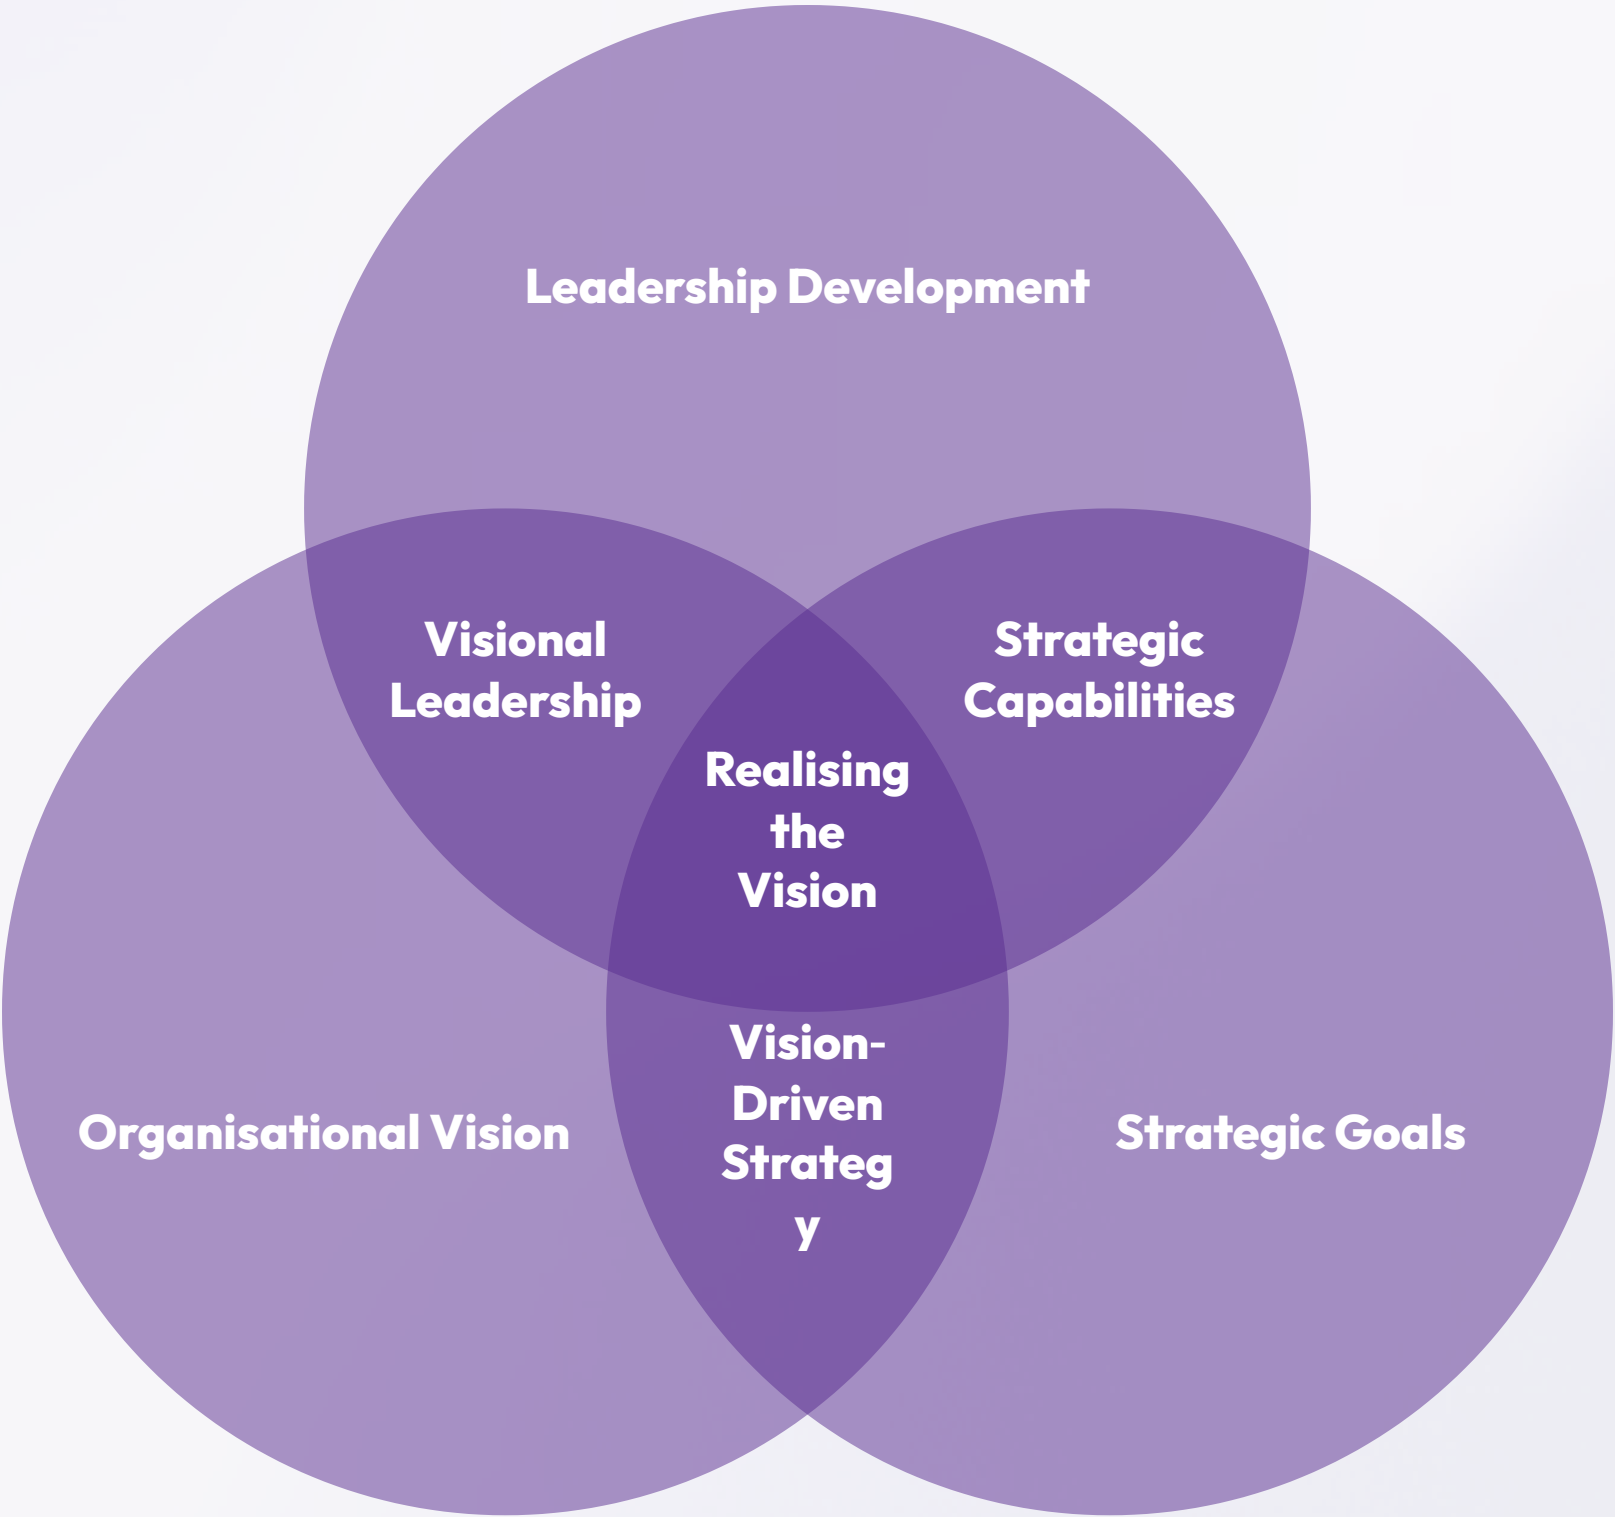 Leadership Development
Visional
Leadership
Strategic
Capabilities
Realising
the
Vision
Organisational Vision
Vision-
Driven
Strateg
y
Strategic Goals